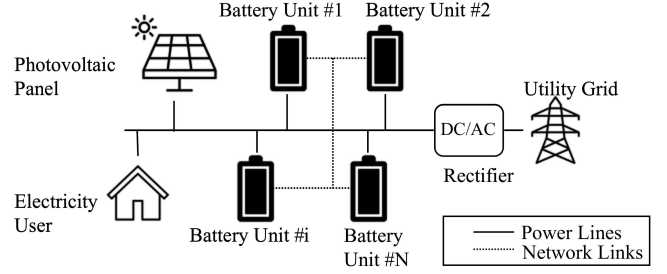 Battery Unit #1
Battery Unit #2
Photovoltaic
Panel
Utility Grid
DC/AC
Rectifier
Electricity
User
Battery Unit #i
Battery
Unit #N
Power Lines
Network Links